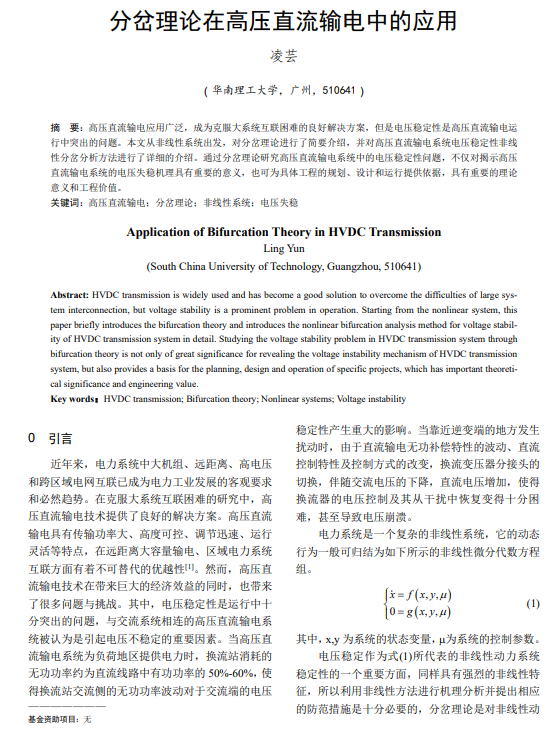 分岔理论在高压直流输电中的应用
凌芸
（华南理工大学，广州，510641）
摘　要：高压直流输电应用广泛，成为克服大系统互联困难的良好解决方案，但是电压稳定性是高压直流输电运
行中突出的问题。本文从非线性系统出发，对分岔理论进行了简要介绍，并对高压直流输电系统电压稳定性非线
性分岔分析方法进行了详细的介绍。通过分岔理论研究高压直流输电系统中的电压稳定性问题，不仅对揭示高压
直流输电系统的电压失稳机理具有重要的意义，也可为具体工程的规划、设计和运行提供依据，具有重要的理论
意义和工程价值。
关键词：高压直流输电；分岔理论；非线性系统；电压失稳
Application of Bifurcation Theory in HVDC Transmission
Ling Yun
(South China University of Technology, Guangzhou, 510641)
Abstract: HVDC transmission is widely used and has become a good solution to overcome the difficulties of large sys-
tem interconnection, but voltage stability is a prominent problem in operation. Starting from the nonlinear system, this
paper briefly introduces the bifurcation theory and introduces the nonlinear bifurcation analysis method for voltage stabil-
ity of HVDC transmission system in detail. Studying the voltage stability problem in HVDC transmission system through
bifurcation theory is not only of great significance for revealing the voltage instability mechanism of HVDC transmission
system, but also provides a basis for the planning, design and operation of specific projects, which has important theoreti-
cal significance and engineering value.
Key words: HVDC transmission; Bifurcation theory; Nonlinear systems; Voltage instability
0 引言
近年来，电力系统中大机组、远距离、高电压
和跨区域电网互联已成为电力工业发展的客观要求
和必然趋势。在克服大系统互联困难的研究中，高
压直流输电技术提供了良好的解决方案。高压直流
输电具有传输功率大、高度可控、调节迅速、运行
灵活等特点，在远距离大容量输电、区域电力系统
互联方面有着不可替代的优越性[1]。然而，高压直
流输电技术在带来巨大的经济效益的同时，也带来
了很多问题与挑战。其中，电压稳定性是运行中十
分突出的问题，与交流系统相连的高压直流输电系
统被认为是引起电压不稳定的重要因素。当高压直
流输电系统为负荷地区提供电力时，换流站消耗的
无功功率约为直流线路中有功功率的 50%-60%，使
得换流站交流侧的无功功率波动对于交流端的电压
基金资助项目：无
稳定性产生重大的影响。当靠近逆变端的地方发生
扰动时，由于直流输电无功补偿特性的波动、直流
控制特性及控制方式的改变，换流变压器分接头的
切换，伴随交流电压的下降，直流电压增加，使得
换流器的电压控制及其从干扰中恢复变得十分困
难，甚至导致电压崩溃。
电力系统是一个复杂的非线性系统，它的动态
行为一般可归结为如下所示的非线性微分代数方程
组。
ẋ = f(x, y, μ)
0 = g(x, y, μ) (1)
其中，x,y 为系统的状态变量，μ为系统的控制参数。
电压稳定作为式(1)所代表的非线性动力系统
稳定性的一个重要方面，同样具有强烈的非线性特
征，所以利用非线性方法进行机理分析并提出相应
的防范措施是十分必要的，分岔理论是对非线性动